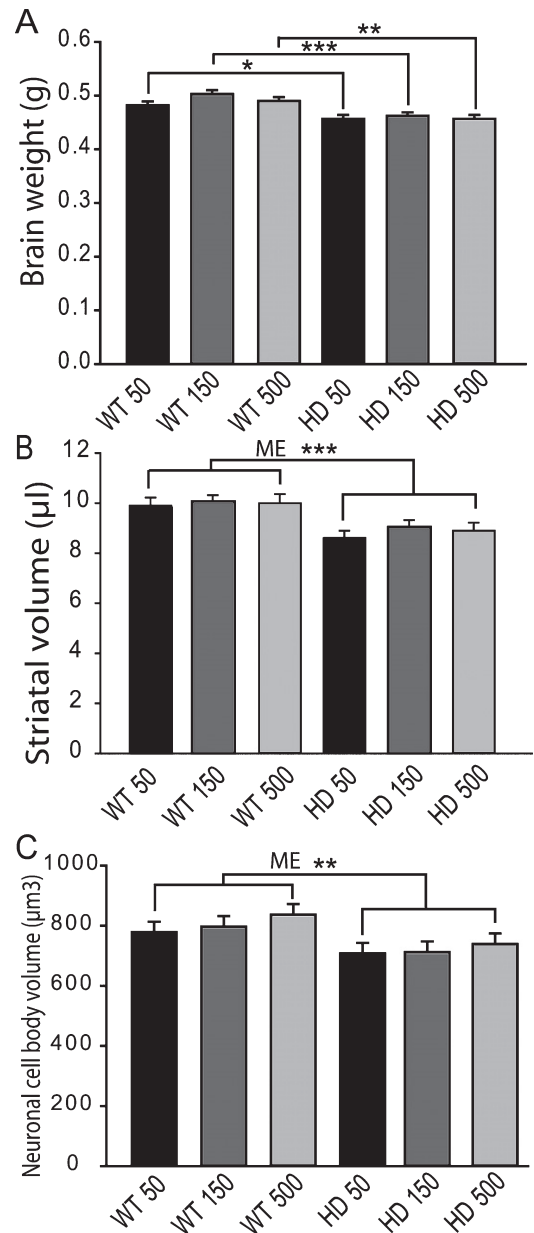 A
Brain weight (g)
0.6
0.5
0.4
0.3
0.2
0.1
0.0
*
***
**
WT 50
WT 150
WT 500
HD 50
HD 150
HD 500
B
Striatal volume (µl)
12
10
8
6
4
2
0
ME ***
WT 50
WT 150
WT 500
HD 50
HD 150
HD 500
C
Neuronal cell body volume (µm3)
1000
800
600
400
200
0
ME **
WT 50
WT 150
WT 500
HD 50
HD 150
HD 500